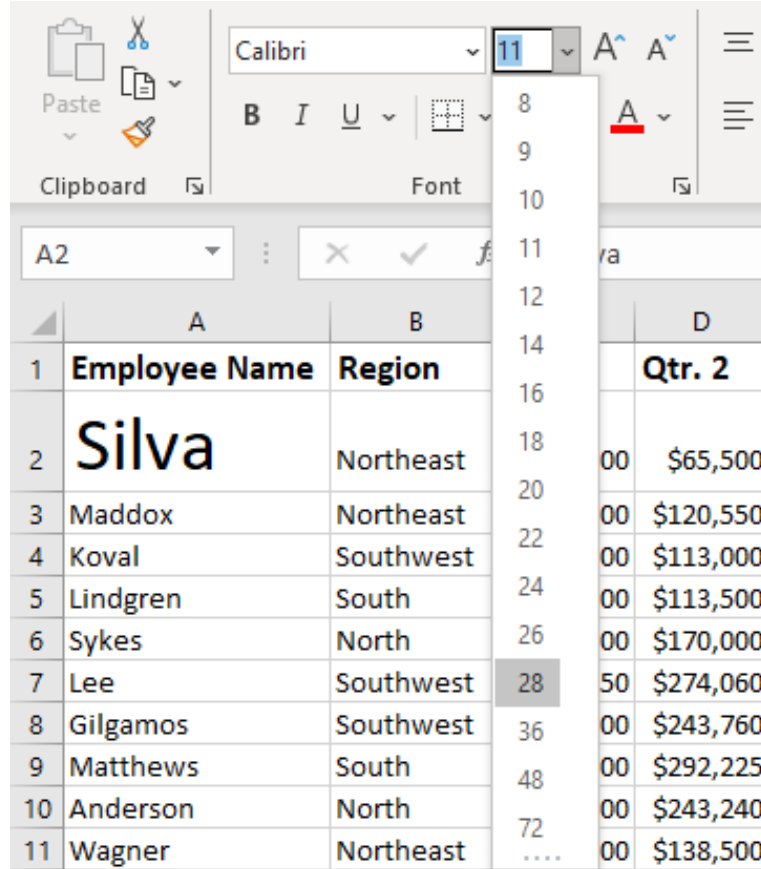 Calibri 11 A A
Paste B I U A
Clipboard Font
8
9
10
11
12
14
16
18
20
22
24
26
28
36
48
72
A2 va
A B D
1 Employee Name Region Qtr. 2
2 Silva Northeast 00 $65,500
3 Maddox Northeast 00 $120,550
4 Koval Southwest 00 $113,000
5 Lindgren South 00 $113,500
6 Sykes North 00 $170,000
7 Lee Southwest 50 $274,060
8 Gilgamos Southwest 00 $243,760
9 Matthews South 00 $292,225
10 Anderson North 00 $243,240
11 Wagner Northeast 00 $138,500